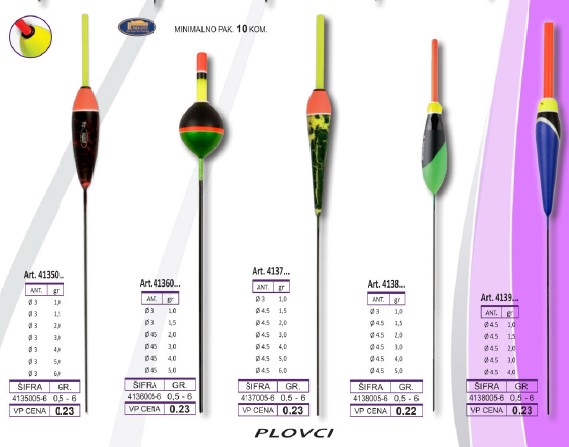 MINIMALNO PAK. 10 KOM.
Art. 41350..
ANT. gr
Ø 3 1,0
Ø 3 1,5
Ø 3 2,0
Ø 3 3,0
Ø 3 4,0
Ø 3 5,0
Ø 3 6,0
ŠIFRA GR.
4135005-6 0,5 - 6
VP CENA 0.23
Art. 41360...
ANT. gr
Ø 3 1,0
Ø 3 1,5
Ø 45 2,0
Ø 45 3,0
Ø 45 4,0
Ø 45 5,0
ŠIFRA GR.
4136005-6 0,5 - 6
VP CENA 0.23
Art. 4137...
ANT. gr
Ø 3 1,0
Ø 4.5 1,5
Ø 4.5 2,0
Ø 4.5 3,0
Ø 4.5 4,0
Ø 4.5 5,0
Ø 4.5 6,0
ŠIFRA GR.
4137005-6 0,5 - 6
VP CENA 0.23
Art. 4138...
ANT. gr
Ø 3 1,0
Ø 4.5 1,5
Ø 4.5 2,0
Ø 4.5 3,0
Ø 4.5 4,0
Ø 4.5 5,0
ŠIFRA GR.
4138005-6 0,5 - 6
VP CENA 0.22
Art. 4139...
ANT. gr
Ø 4.5 1,0
Ø 4.5 1,5
Ø 4.5 2,0
Ø 4.5 3,0
Ø 4.5 4,0
ŠIFRA GR.
4139005-6 0,5 - 6
VP CENA 0.23
PLOVCI